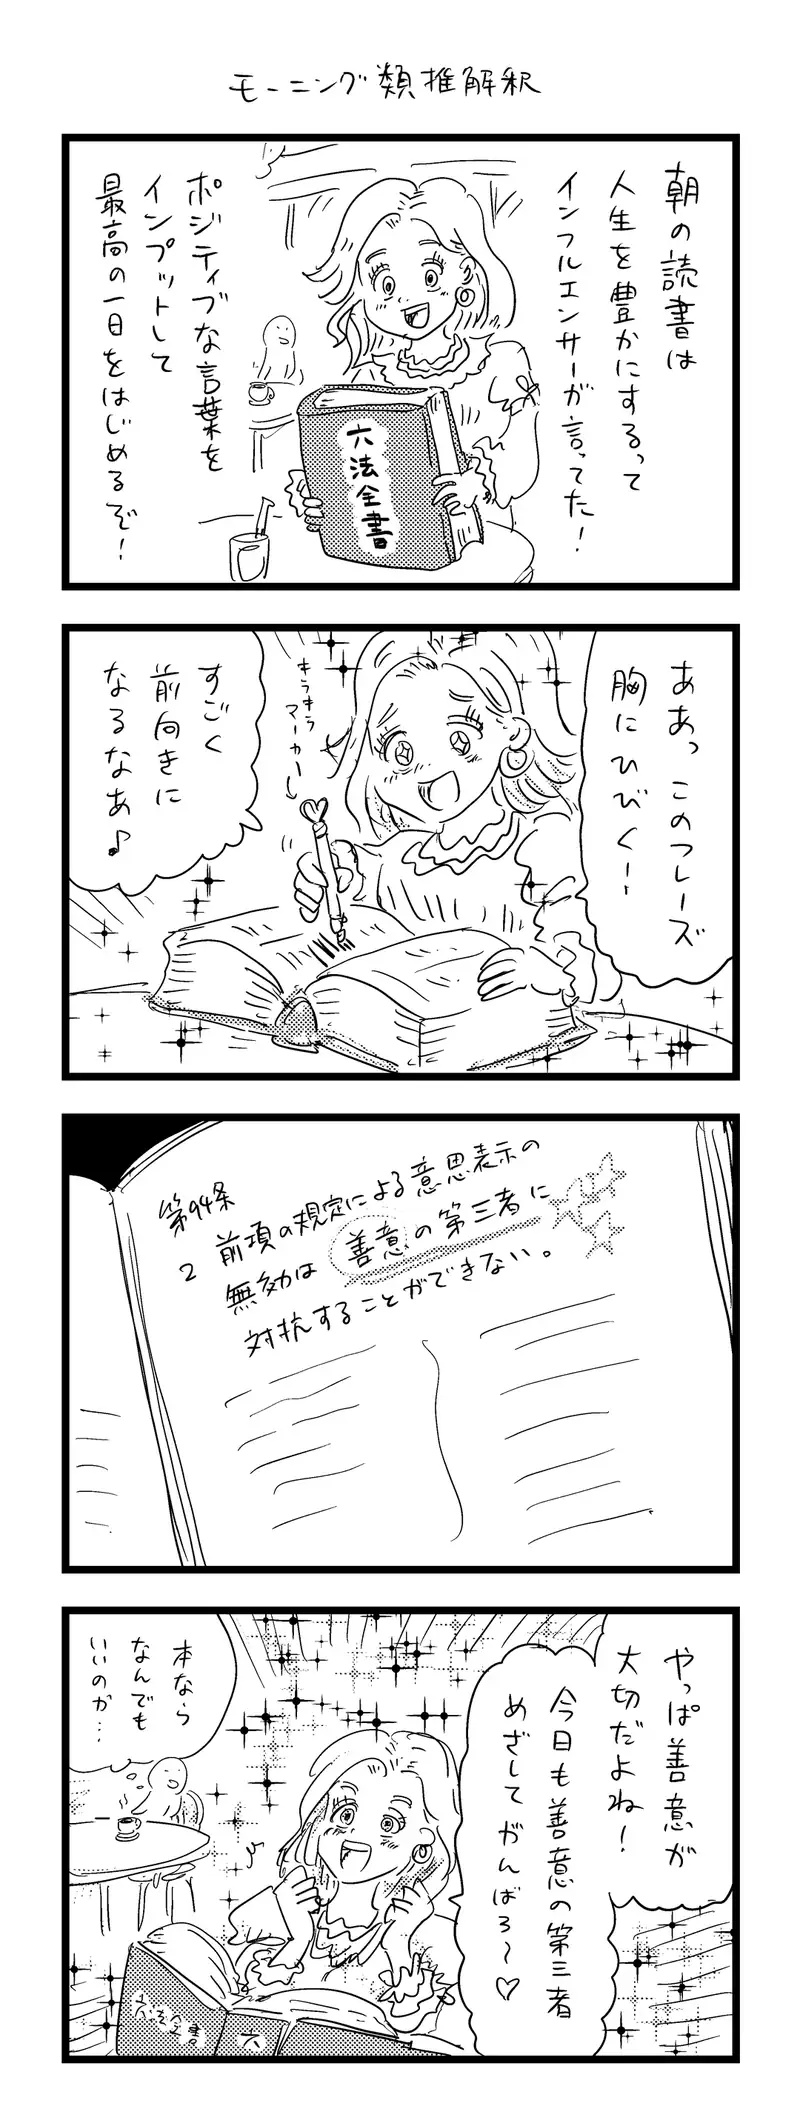 モーニング類推解釈
朝の読書は
人生を豊かにするって
インフルエンサーが言ってた!
六法全書
ポジティブな言葉を
インプットして
最高の一日をはじめるぞ!
ああっ このフレーズ
胸にひびく!
キラキラ
マーカー
すごく
前向きに
なるなあ♪
第94条
2 前項の規定による意思表示の
無効は 善意の第三者に
対抗することができない。
やっぱ善意が
大切だよね!
今日も善意の第三者
めざしてがんばろ〜♡
本なら
なんでも
いいのか…
六法全書
六